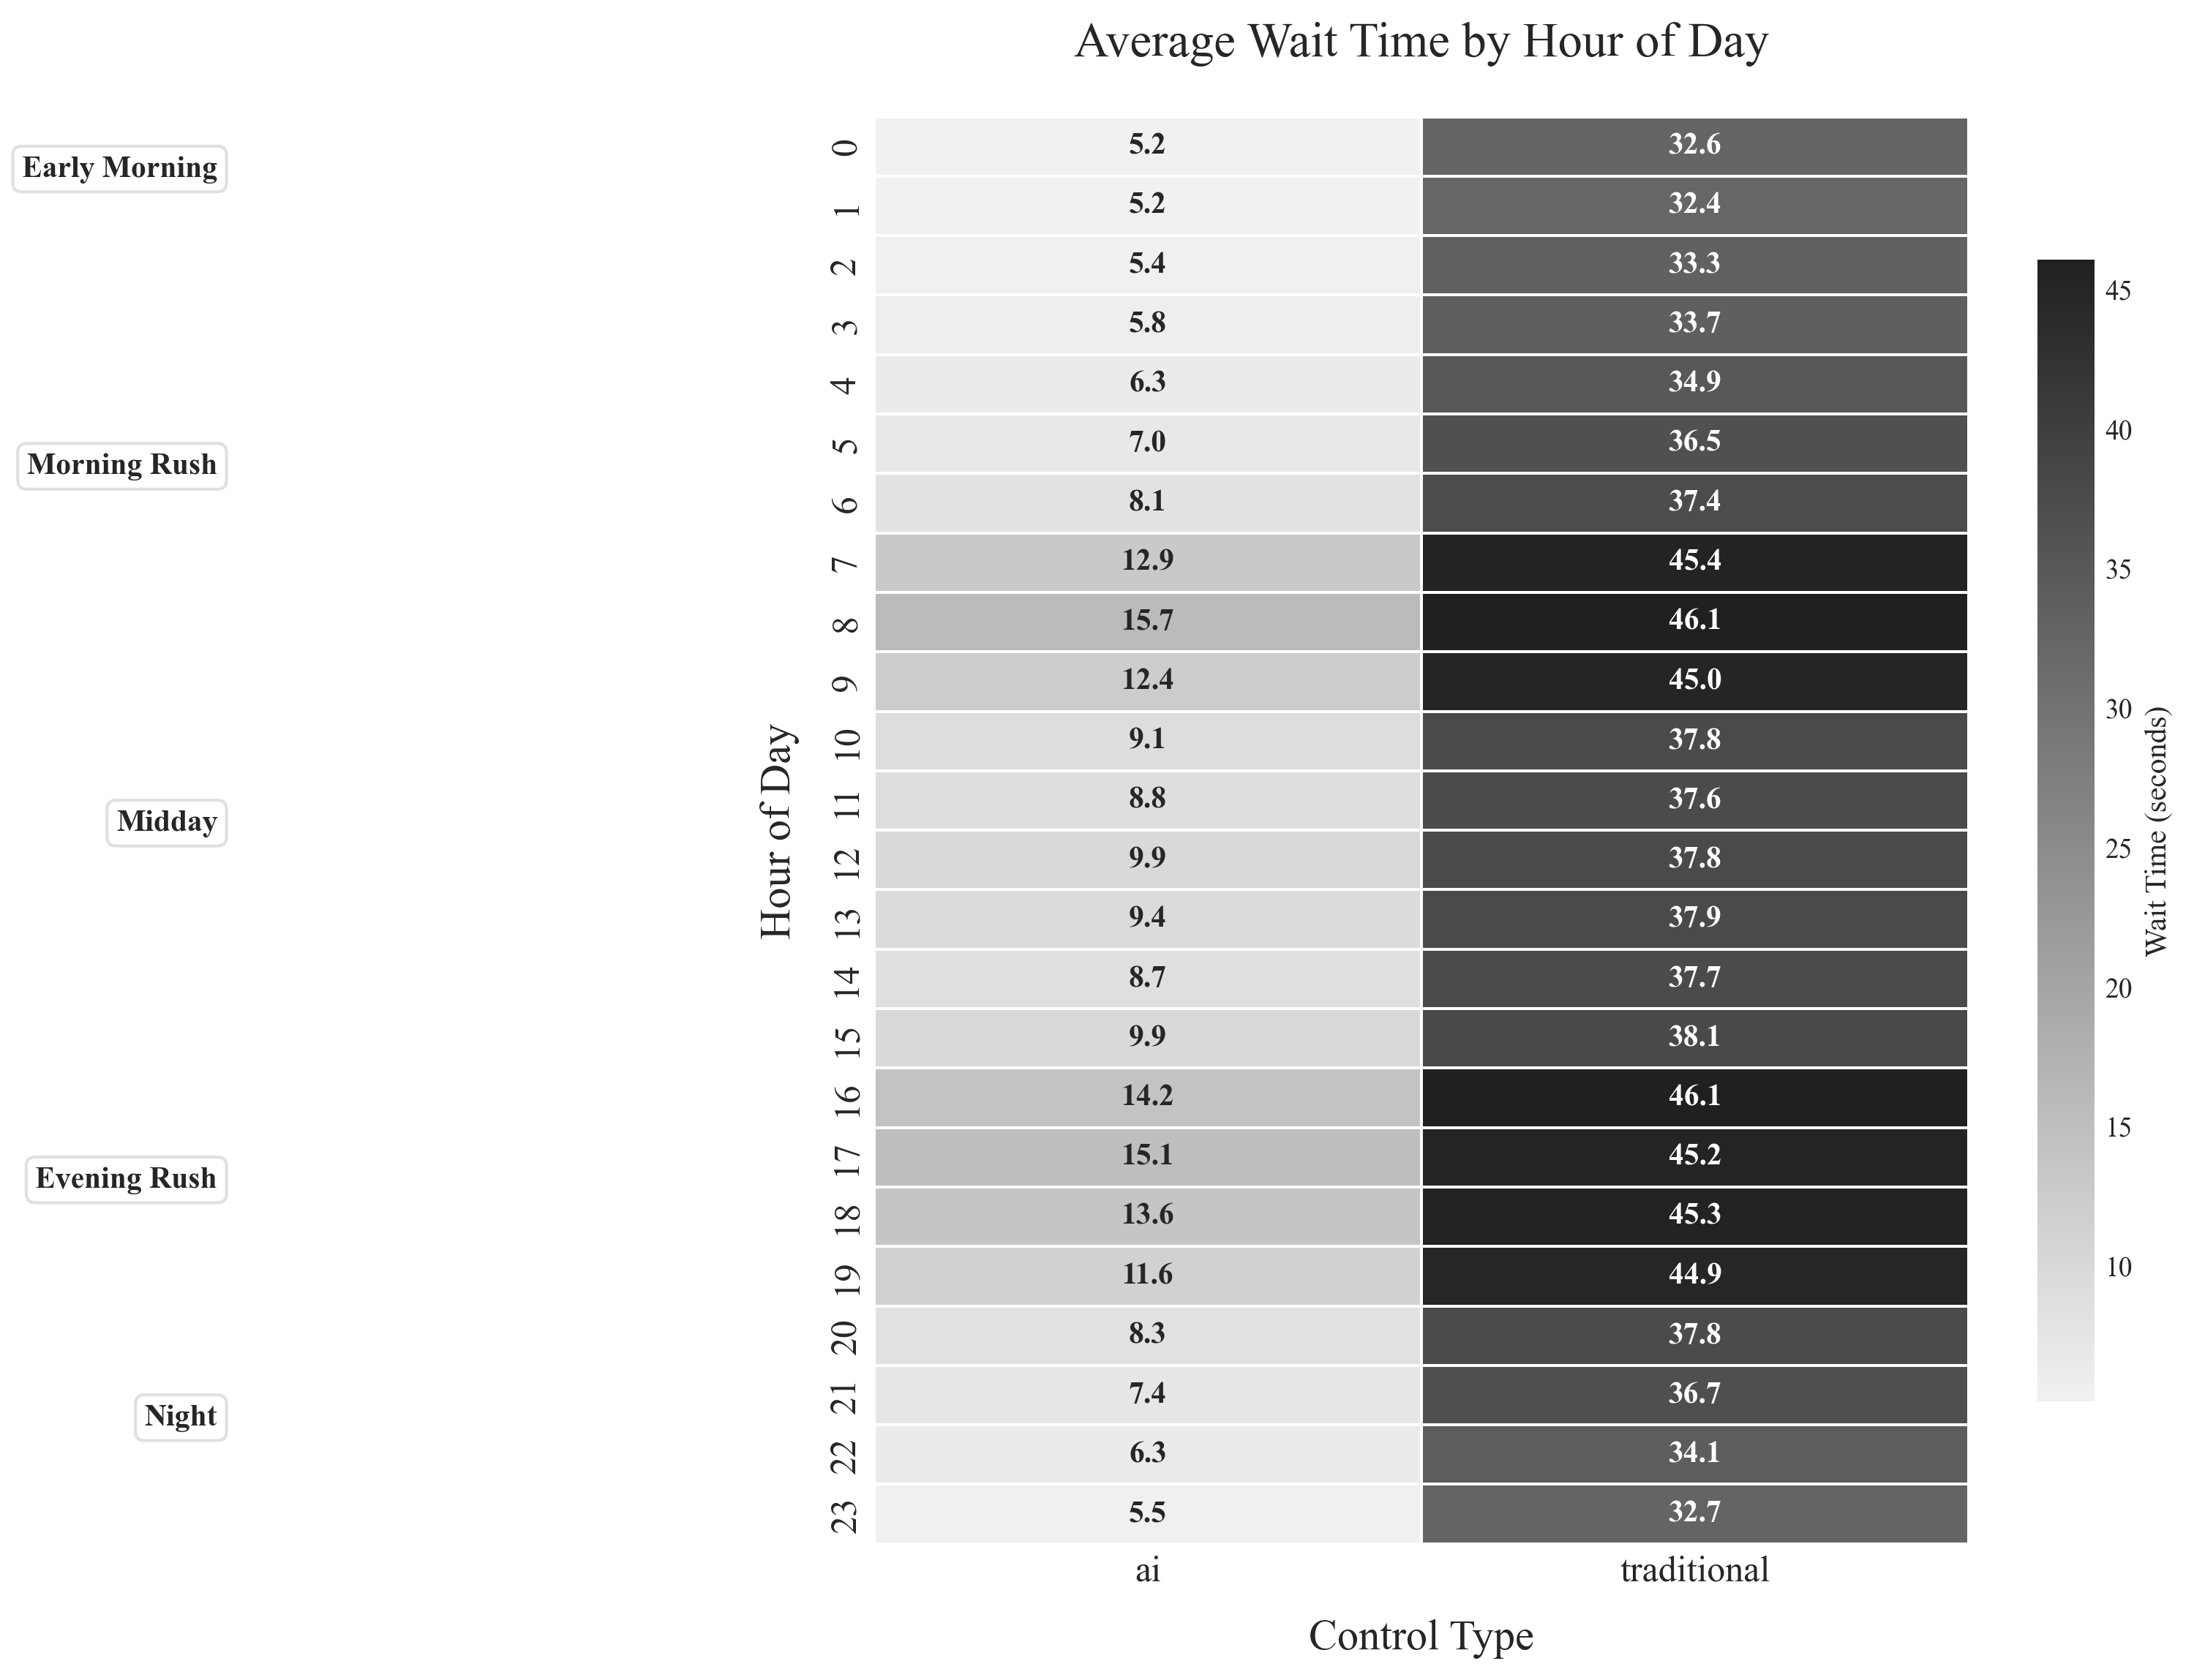 Average Wait Time by Hour of Day
Early Morning
Morning Rush
Midday
Evening Rush
Night
Hour of Day
0 5.2 32.6
1 5.2 32.4
2 5.4 33.3
3 5.8 33.7
4 6.3 34.9
5 7.0 36.5
6 8.1 37.4
7 12.9 45.4
8 15.7 46.1
9 12.4 45.0
10 9.1 37.8
11 8.8 37.6
12 9.9 37.8
13 9.4 37.9
14 8.7 37.7
15 9.9 38.1
16 14.2 46.1
17 15.1 45.2
18 13.6 45.3
19 11.6 44.9
20 8.3 37.8
21 7.4 36.7
22 6.3 34.1
23 5.5 32.7
ai traditional
Control Type
45
40
35
30
25
20
15
10
Wait Time (seconds)